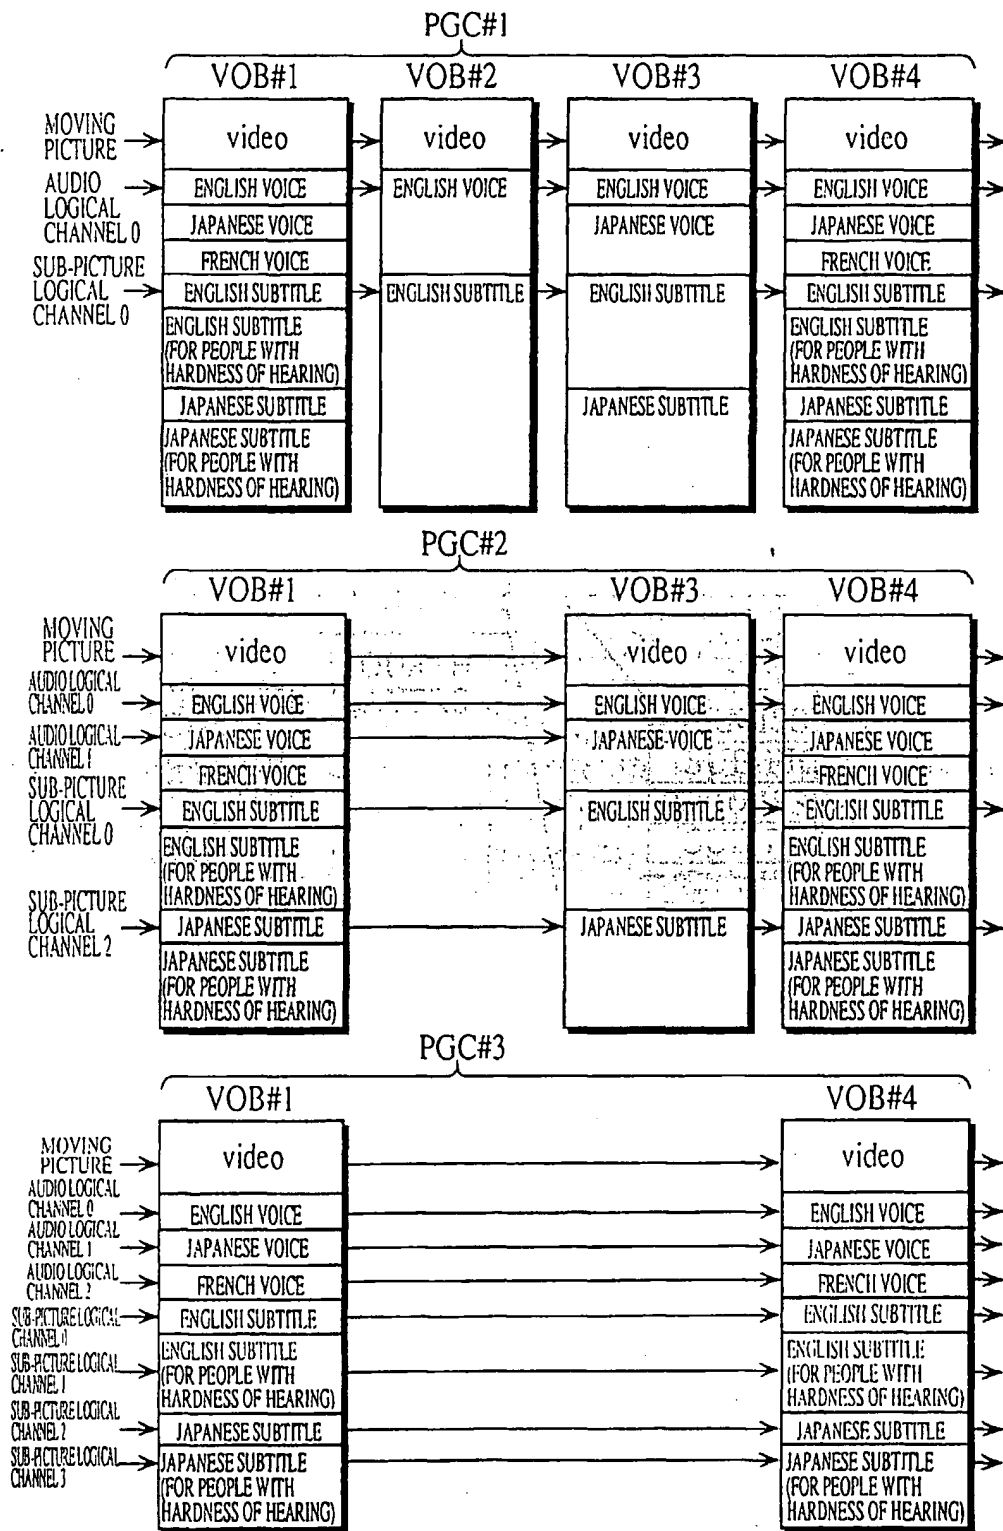 PGC#1
VOB#1 VOB#2 VOB#3 VOB#4
MOVING
PICTURE
video video video video
AUDIO
LOGICAL
CHANNEL 0
ENGLISH VOICE ENGLISH VOICE ENGLISH VOICE ENGLISH VOICE
JAPANESE VOICE JAPANESE VOICE JAPANESE VOICE
FRENCH VOICE FRENCH VOICE
SUB-PICTURE
LOGICAL
CHANNEL 0
ENGLISH SUBTITLE ENGLISH SUBTITLE ENGLISH SUBTITLE ENGLISH SUBTITLE
ENGLISH SUBTITLE ENGLISH SUBTITLE
(FOR PEOPLE WITH (FOR PEOPLE WITH
HARDNESS OF HEARING) HARDNESS OF HEARING)
JAPANESE SUBTITLE JAPANESE SUBTITLE JAPANESE SUBTITLE
JAPANESE SUBTITLE JAPANESE SUBTITLE
(FOR PEOPLE WITH (FOR PEOPLE WITH
HARDNESS OF HEARING) HARDNESS OF HEARING)
PGC#2
VOB#1 VOB#3 VOB#4
MOVING
PICTURE
video video video
AUDIO LOGICAL
CHANNEL 0
ENGLISH VOICE ENGLISH VOICE ENGLISH VOICE
AUDIO LOGICAL
CHANNEL 1
JAPANESE VOICE JAPANESE VOICE JAPANESE VOICE
FRENCH VOICE FRENCH VOICE
SUB-PICTURE
LOGICAL
CHANNEL 0
ENGLISH SUBTITLE ENGLISH SUBTITLE ENGLISH SUBTITLE
ENGLISH SUBTITLE ENGLISH SUBTITLE
(FOR PEOPLE WITH (FOR PEOPLE WITH
HARDNESS OF HEARING) HARDNESS OF HEARING)
SUB-PICTURE
LOGICAL
CHANNEL 2
JAPANESE SUBTITLE JAPANESE SUBTITLE JAPANESE SUBTITLE
JAPANESE SUBTITLE JAPANESE SUBTITLE
(FOR PEOPLE WITH (FOR PEOPLE WITH
HARDNESS OF HEARING) HARDNESS OF HEARING)
PGC#3
VOB#1 VOB#4
MOVING
PICTURE
video video
AUDIO LOGICAL
CHANNEL 0
ENGLISH VOICE ENGLISH VOICE
AUDIO LOGICAL
CHANNEL 1
JAPANESE VOICE JAPANESE VOICE
AUDIO LOGICAL
CHANNEL 2
FRENCH VOICE FRENCH VOICE
SUB-PICTURE LOGICAL
CHANNEL 0
ENGLISH SUBTITLE ENGLISH SUBTITLE
SUB-PICTURE LOGICAL
CHANNEL 1
ENGLISH SUBTITLE ENGLISH SUBTITLE
(FOR PEOPLE WITH (FOR PEOPLE WITH
HARDNESS OF HEARING) HARDNESS OF HEARING)
SUB-PICTURE LOGICAL
CHANNEL 2
JAPANESE SUBTITLE JAPANESE SUBTITLE
SUB-PICTURE LOGICAL
CHANNEL 3
JAPANESE SUBTITLE JAPANESE SUBTITLE
(FOR PEOPLE WITH (FOR PEOPLE WITH
HARDNESS OF HEARING) HARDNESS OF HEARING)